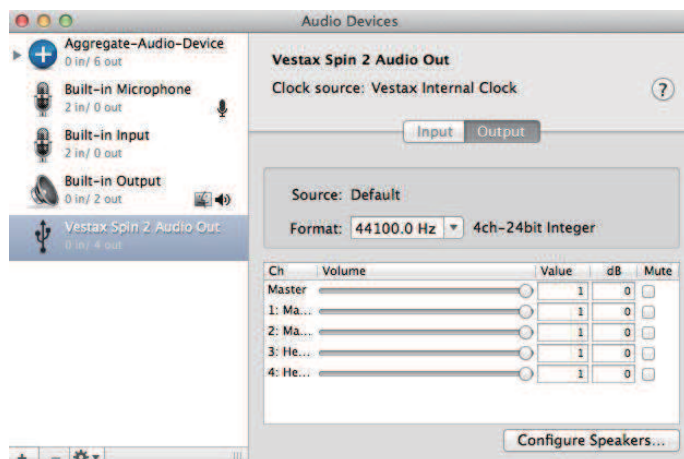 Audio Devices
Aggregate-Audio-Device
0 in/ 6 out
Built-in Microphone
2 in/ 0 out
Built-in Input
2 in/ 0 out
Built-in Output
0 in/ 2 out
Vestax Spin 2 Audio Out
0 in/ 4 out
Vestax Spin 2 Audio Out
Clock source: Vestax Internal Clock
?
Input Output
Source: Default
Format: 44100.0 Hz 4ch-24bit Integer
Ch Volume Value dB Mute
Master 1 0
1: Ma... 1 0
2: Ma... 1 0
3: He... 1 0
4: He... 1 0
Configure Speakers...